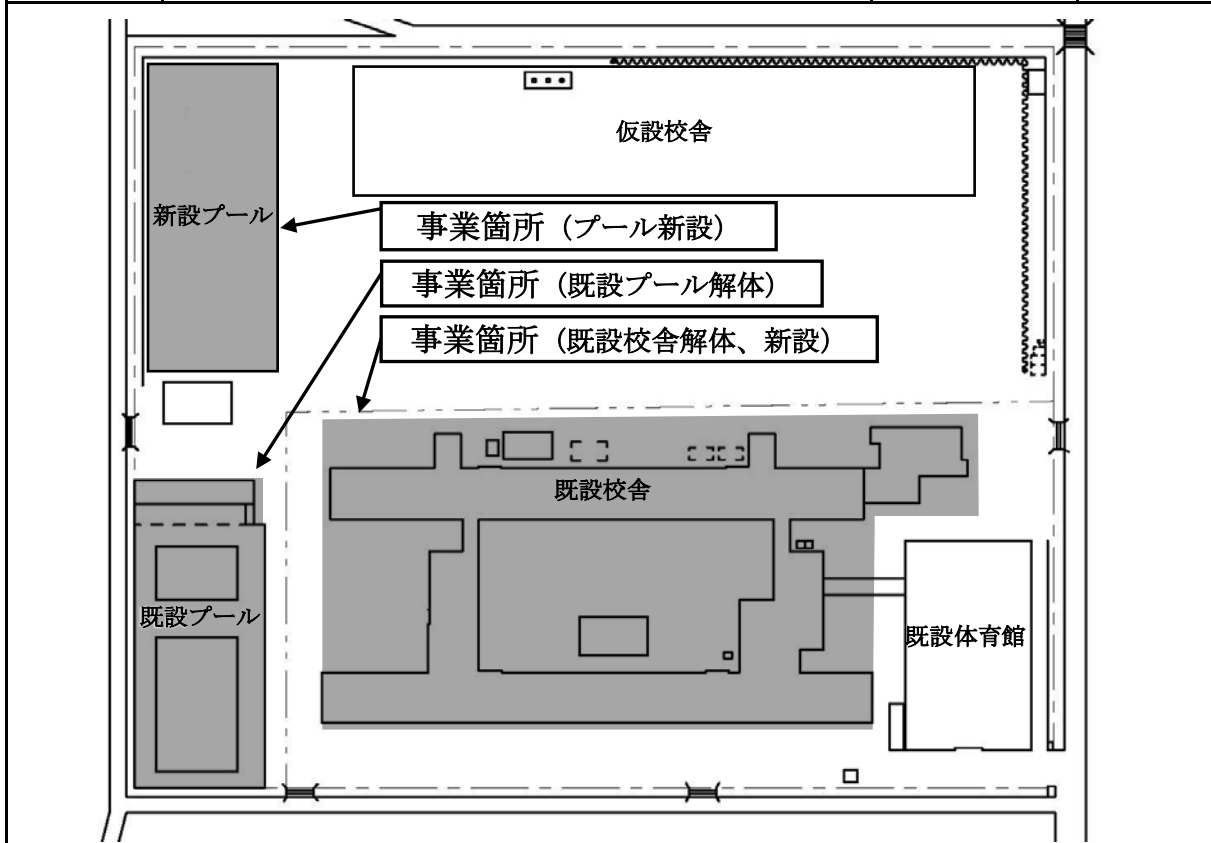 仮設校舎
新設プール
事業箇所（プール新設）
事業箇所（既設プール解体）
事業箇所（既設校舎解体、新設）
既設校舎
既設プール
既設体育館